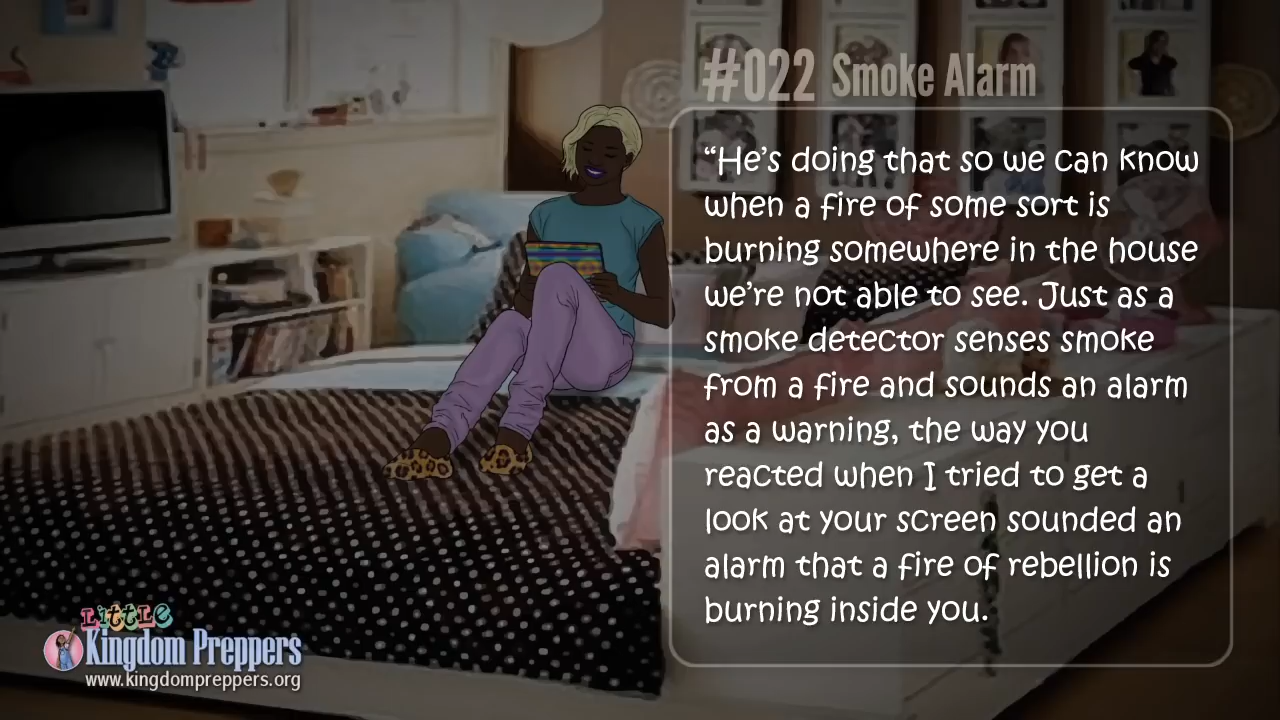 #022 Smoke Alarm
“He’s doing that so we can know
when a fire of some sort is
burning somewhere in the house
we’re not able to see. Just as a
smoke detector senses smoke
from a fire and sounds an alarm
as a warning, the way you
reacted when I tried to get a
look at your screen sounded an
alarm that a fire of rebellion is
burning inside you.
LittLe
Kingdom Preppers
www.kingdompreppers.org